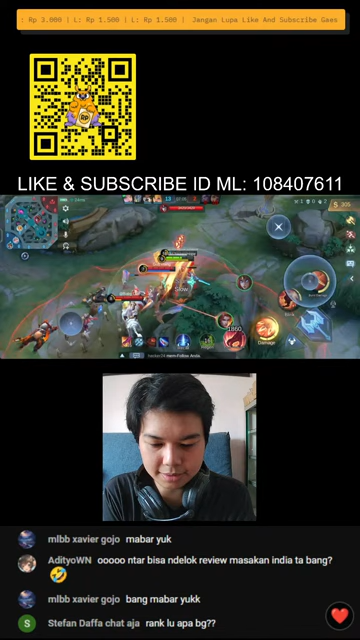 : Rp 3.000 | L: Rp 1.500 | L: Rp 1.500 | Jangan Lupa Like And Subscribe Gaes
LIKE & SUBSCRIBE ID ML: 108407611
305
1860
Damage
mlbb xavier gojo mabar yuk
AdityoWN ooooo ntar bisa ndelok review masakan india ta bang?
mlbb xavier gojo bang mabar yukk
S Stefan Daffa chat aja rank lu apa bg??